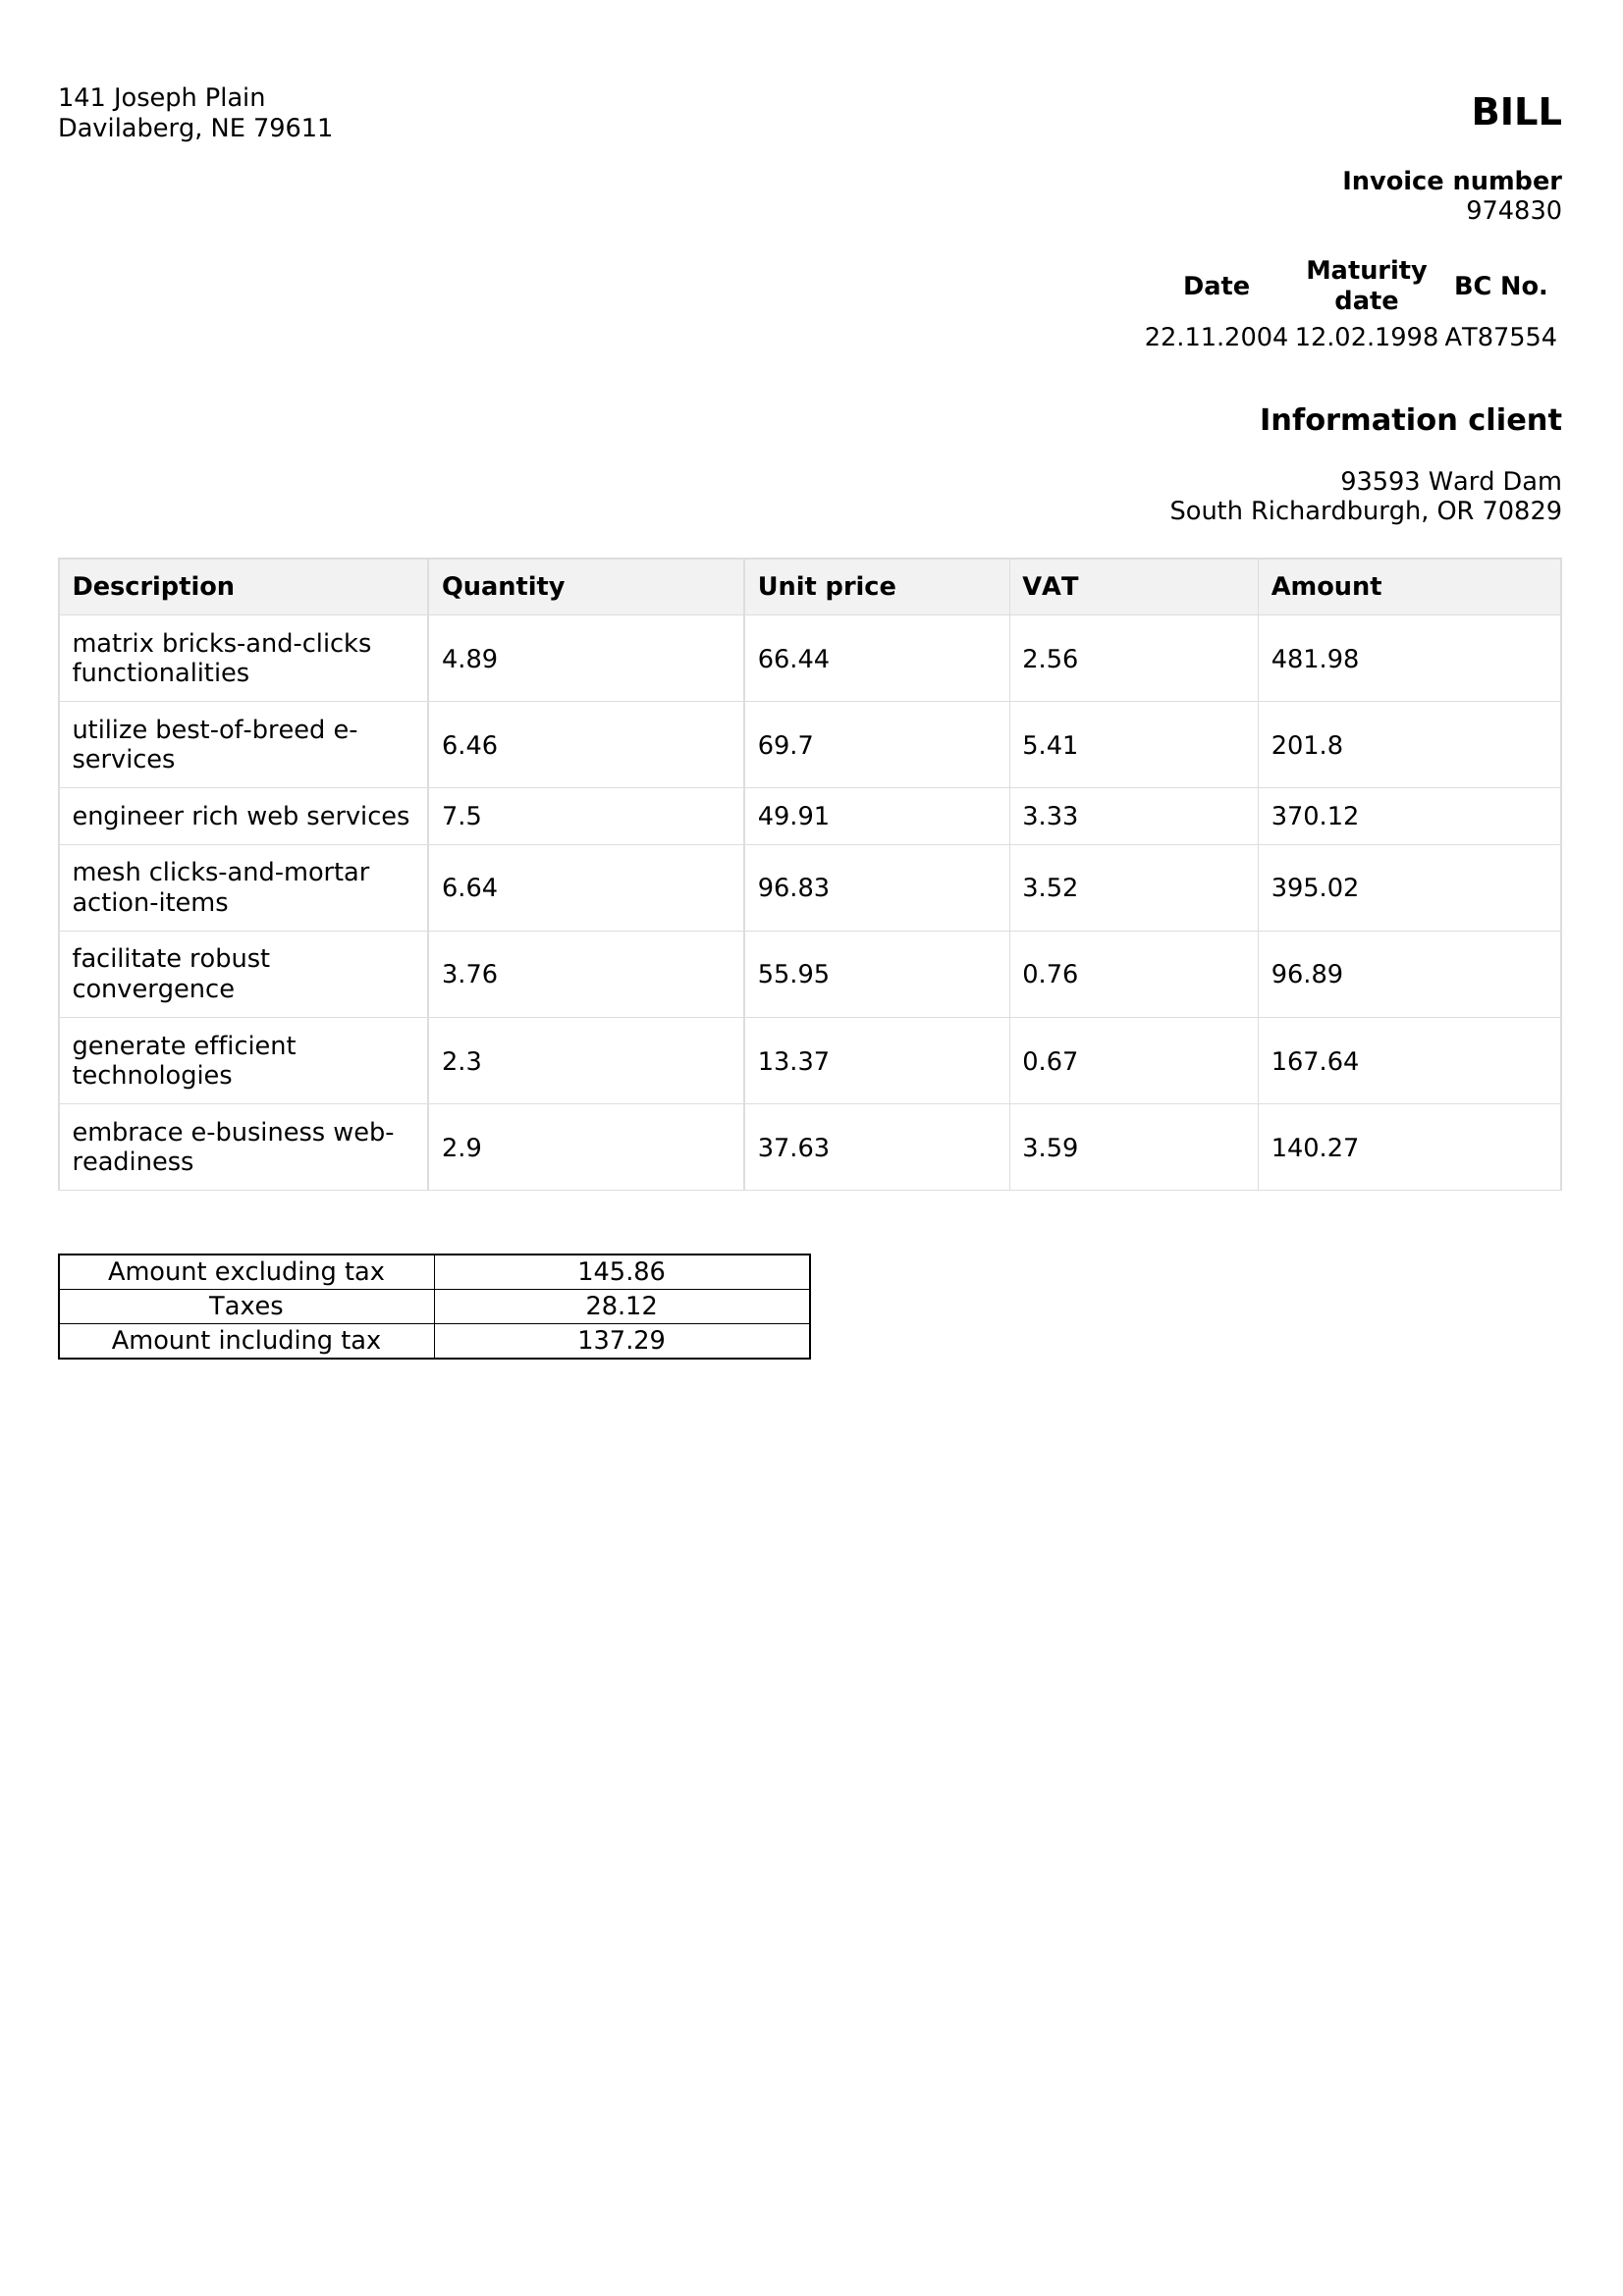 141 Joseph Plain
Davilaberg, NE 79611
BILL
Invoice number
974830
Date Maturity date BC No.
22.11.2004 12.02.1998 AT87554
Information client
93593 Ward Dam
South Richardburgh, OR 70829
Description Quantity Unit price VAT Amount
matrix bricks-and-clicks
functionalities 4.89 66.44 2.56 481.98
utilize best-of-breed e-
services 6.46 69.7 5.41 201.8
engineer rich web services 7.5 49.91 3.33 370.12
mesh clicks-and-mortar
action-items 6.64 96.83 3.52 395.02
facilitate robust
convergence 3.76 55.95 0.76 96.89
generate efficient
technologies 2.3 13.37 0.67 167.64
embrace e-business web-
readiness 2.9 37.63 3.59 140.27
Amount excluding tax 145.86
Taxes 28.12
Amount including tax 137.29